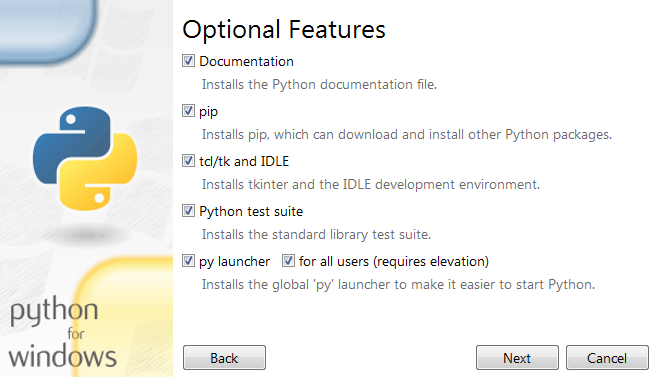 Optional Features
Documentation
Installs the Python documentation file.
pip
Installs pip, which can download and install other Python packages.
tcl/tk and IDLE
Installs tkinter and the IDLE development environment.
Python test suite
Installs the standard library test suite.
py launcher for all users (requires elevation)
Installs the global 'py' launcher to make it easier to start Python.
python
for
windows
Back Next Cancel